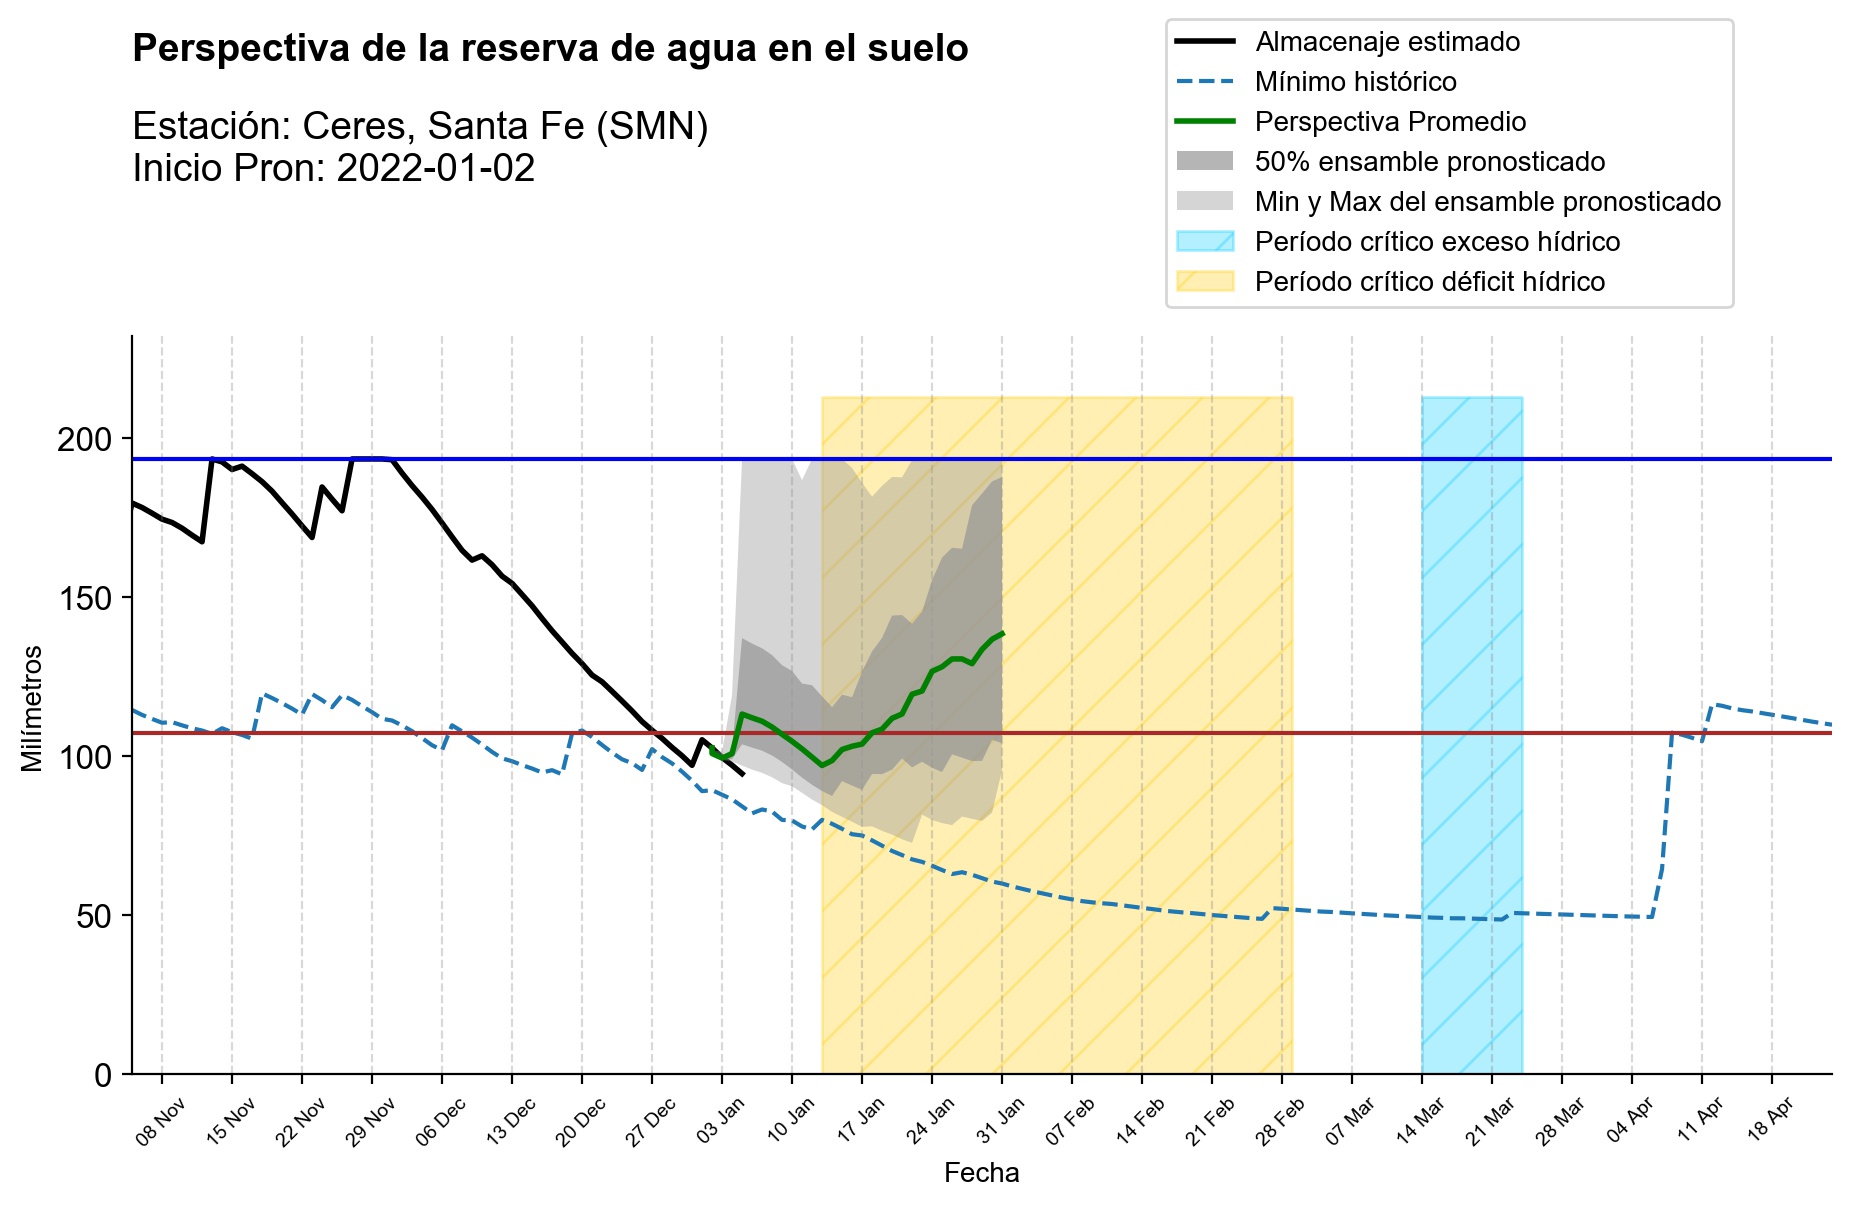 Perspectiva de la reserva de agua en el suelo
Estación: Ceres, Santa Fe (SMN)
Inicio Pron: 2022-01-02
Almacenaje estimado
Mínimo histórico
Perspectiva Promedio
50% ensamble pronosticado
Min y Max del ensamble pronosticado
Período crítico exceso hídrico
Período crítico déficit hídrico
Milímetros
200
150
100
50
0
08 Nov
15 Nov
22 Nov
29 Nov
06 Dec
13 Dec
20 Dec
27 Dec
03 Jan
10 Jan
17 Jan
24 Jan
31 Jan
07 Feb
14 Feb
21 Feb
28 Feb
07 Mar
14 Mar
21 Mar
28 Mar
04 Apr
11 Apr
18 Apr
Fecha